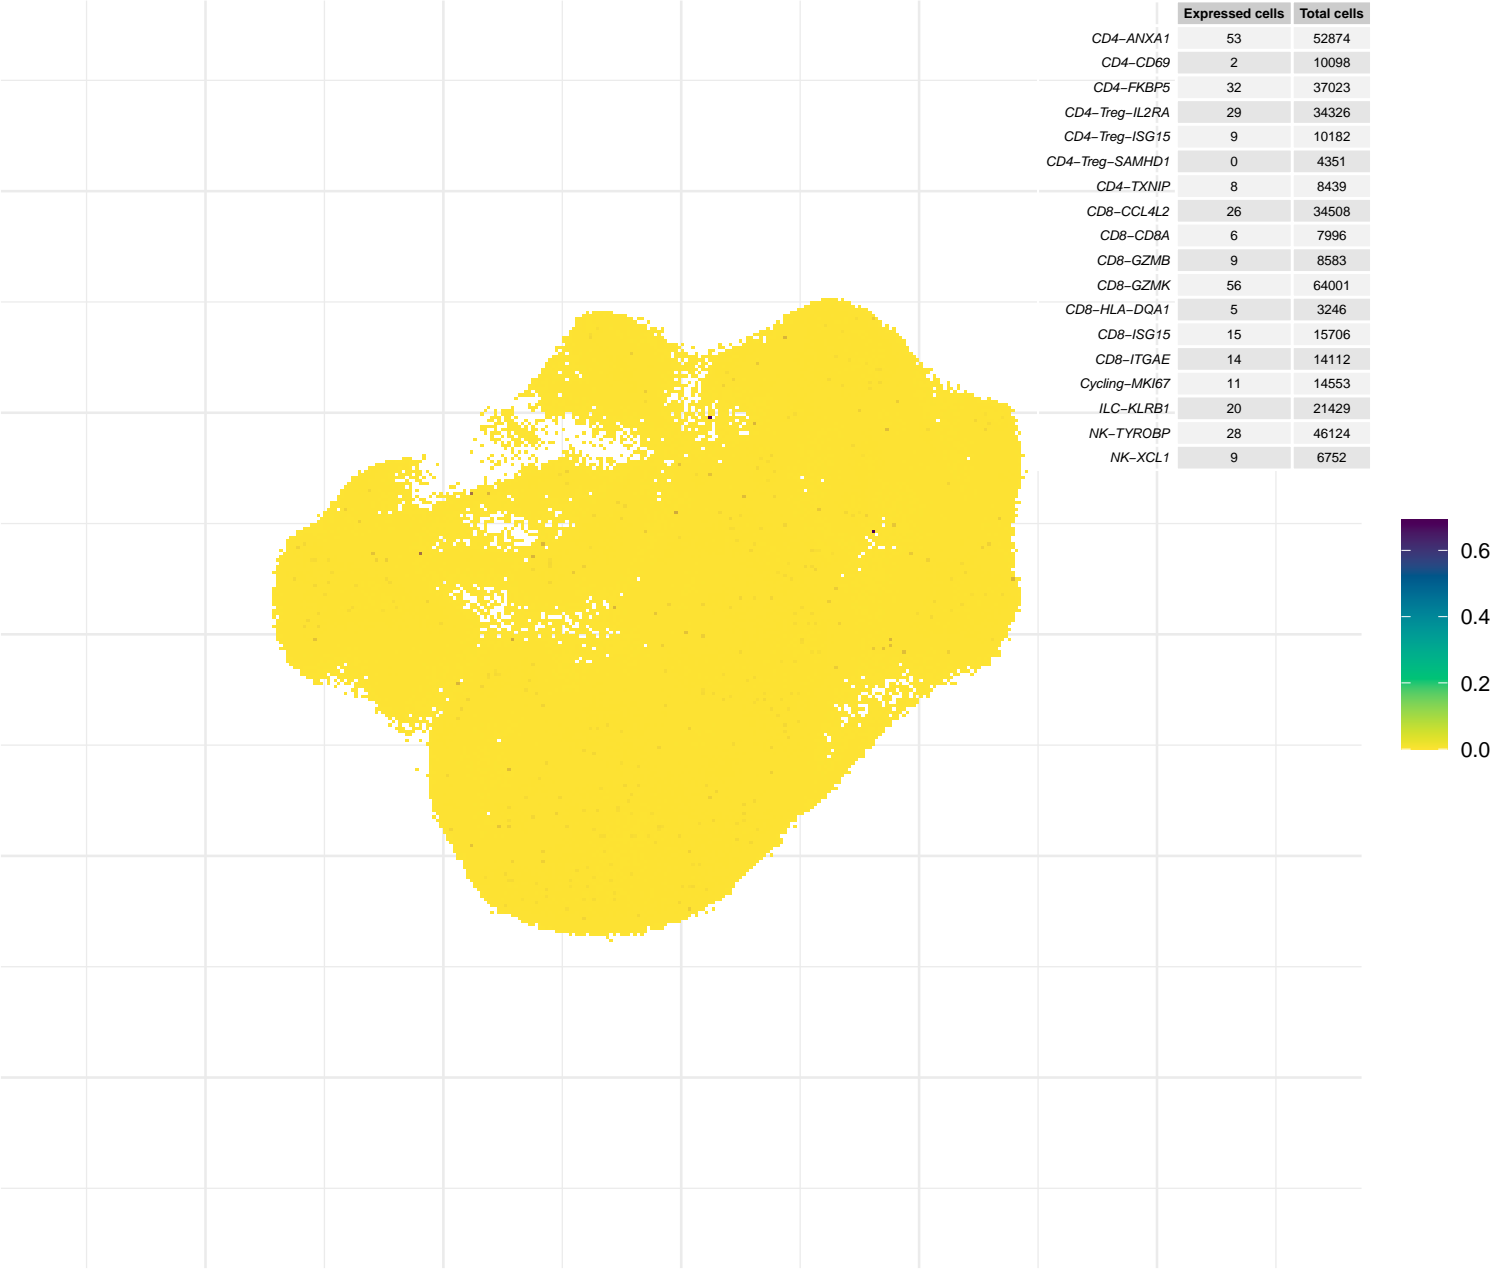 Expressed cells Total cells
CD4−ANXA1 53 52874
CD4−CD69 2 10098
CD4−FKBP5 32 37023
CD4−Treg−IL2RA 29 34326
CD4−Treg−ISG15 9 10182
CD4−Treg−SAMHD1 0 4351
CD4−TXNIP 8 8439
CD8−CCL4L2 26 34508
CD8−CD8A 6 7996
CD8−GZMB 9 8583
CD8−GZMK 56 64001
CD8−HLA−DQA1 5 3246
CD8−ISG15 15 15706
CD8−ITGAE 14 14112
Cycling−MKI67 11 14553
ILC−KLRB1 20 21429
NK−TYROBP 28 46124
NK−XCL1 9 6752
0.6
0.4
0.2
0.0